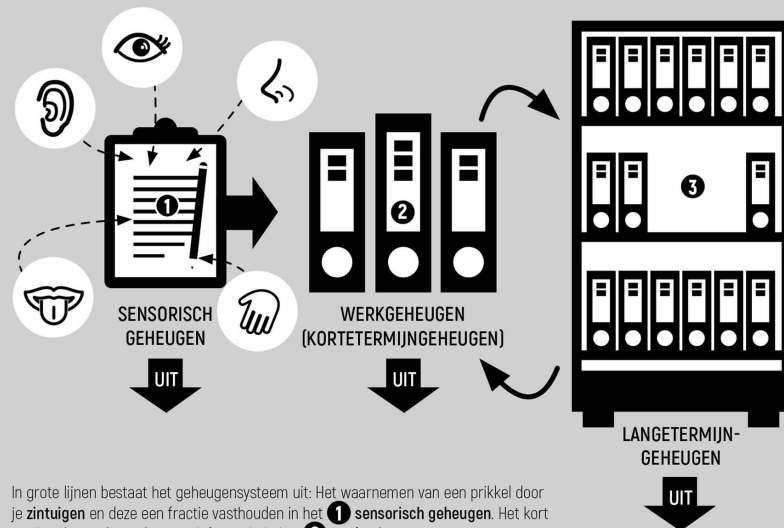 1
2
3
SENSORISCH
GEHEUGEN
WERKGEHEUGEN
(KORTETERMIJNGEHEUGEN)
LANGETERMIJN-
GEHEUGEN
UIT
UIT
UIT
In grote lijnen bestaat het geheugensysteem uit: Het waarnemen van een prikkel door
je zintuigen en deze een fractie vasthouden in het 1 sensorisch geheugen. Het kort